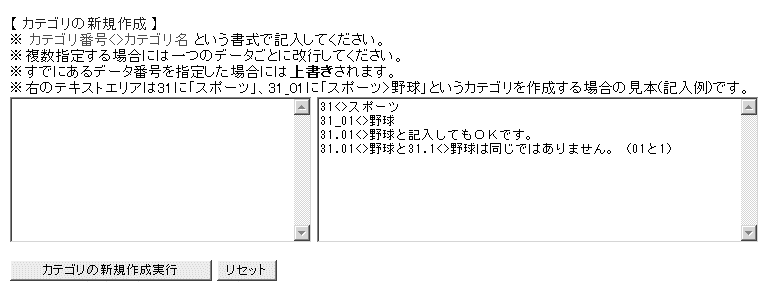 【 カテゴリの新規作成 】
※ カテゴリ番号<>カテゴリ名 という書式で記入してください。
※ 複数指定する場合には一つのデータごとに改行してください。
※ すでにあるデータ番号を指定した場合には上書きされます。
※ 右のテキストエリアは31に「スポーツ」、31_01に「スポーツ>野球」というカテゴリを作成する場合の見本(記入例)です。
31<>スポーツ
31_01<>野球
31.01<>野球と記入してもＯＫです。
31.01<>野球と31.1<>野球は同じではありません。（01と1）
カテゴリの新規作成実行 リセット